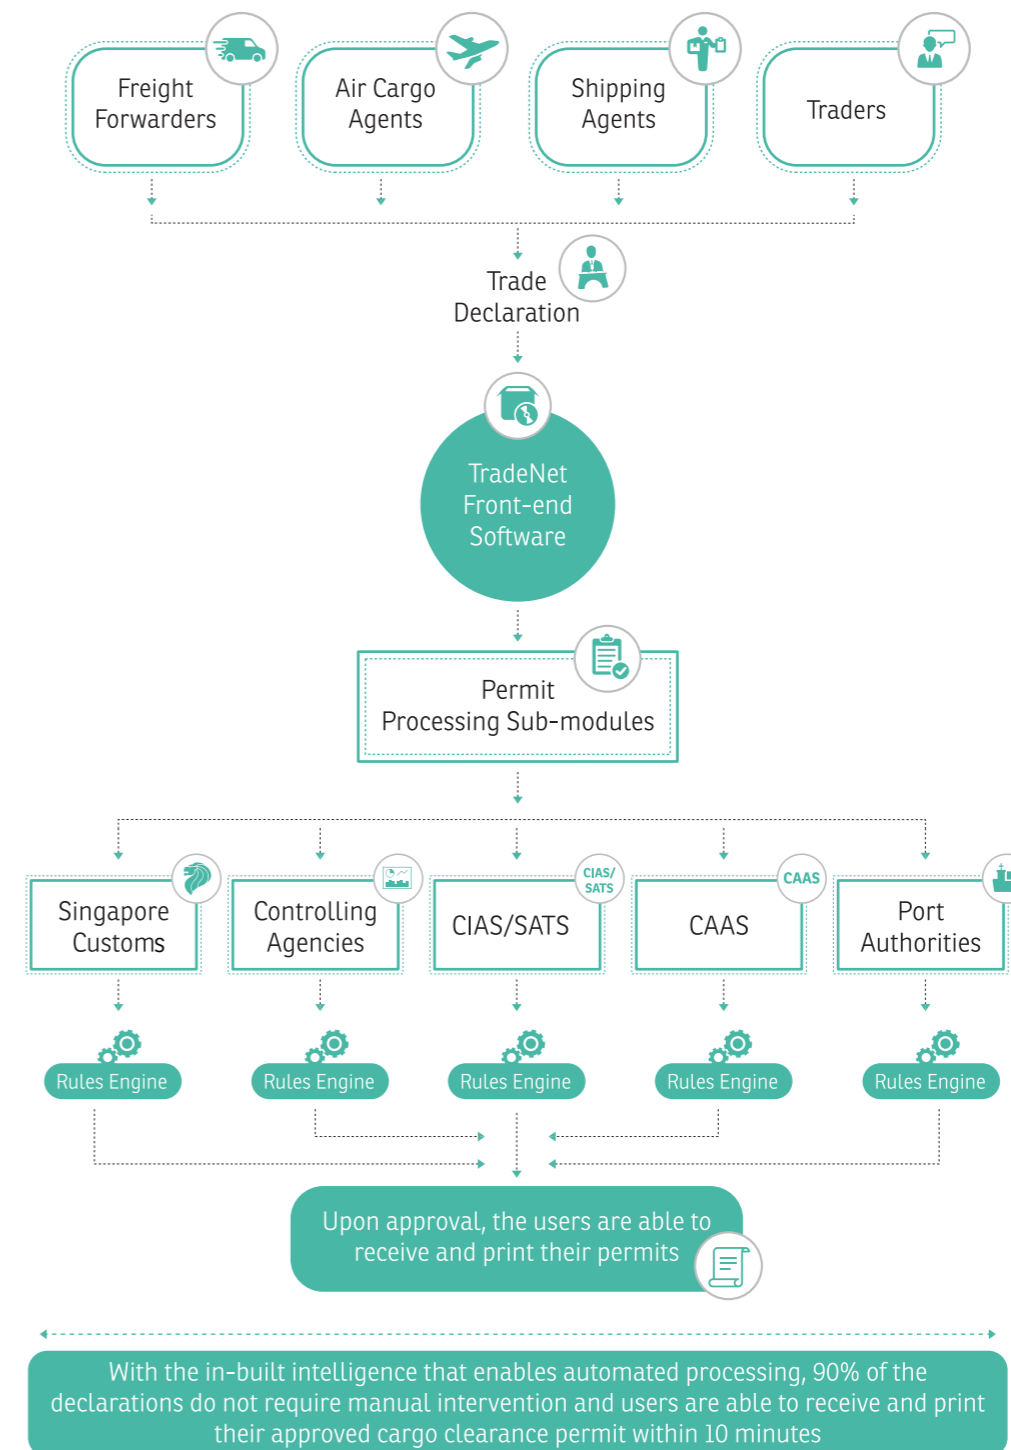 Freight
Forwarders
Air Cargo
Agents
Shipping
Agents
Traders
Trade
Declaration
TradeNet
Front-end
Software
Permit
Processing Sub-modules
Singapore
Customs
Controlling
Agencies
CIAS/
SATS
CIAS/SATS
CAAS
CAAS
Port
Authorities
Rules Engine
Rules Engine
Rules Engine
Rules Engine
Rules Engine
Upon approval, the users are able to
receive and print their permits
With the in-built intelligence that enables automated processing, 90% of the
declarations do not require manual intervention and users are able to receive and print
their approved cargo clearance permit within 10 minutes